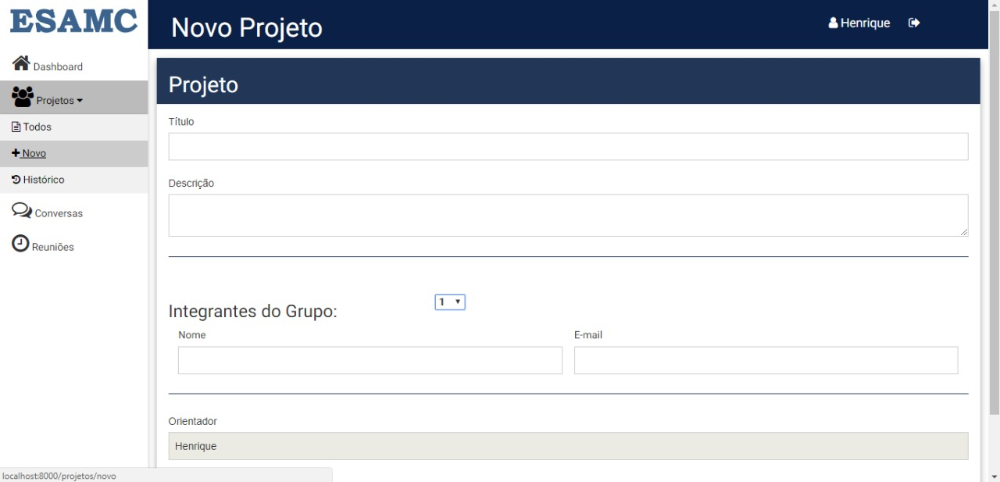 ESAMC
Novo Projeto
Henrique
Dashboard
Projetos
Todos
Novo
Histórico
Conversas
Reuniões
Projeto
Título
Descrição
Integrantes do Grupo:
1
Nome
E-mail
Orientador
Henrique
localhost:8000/projetos/novo